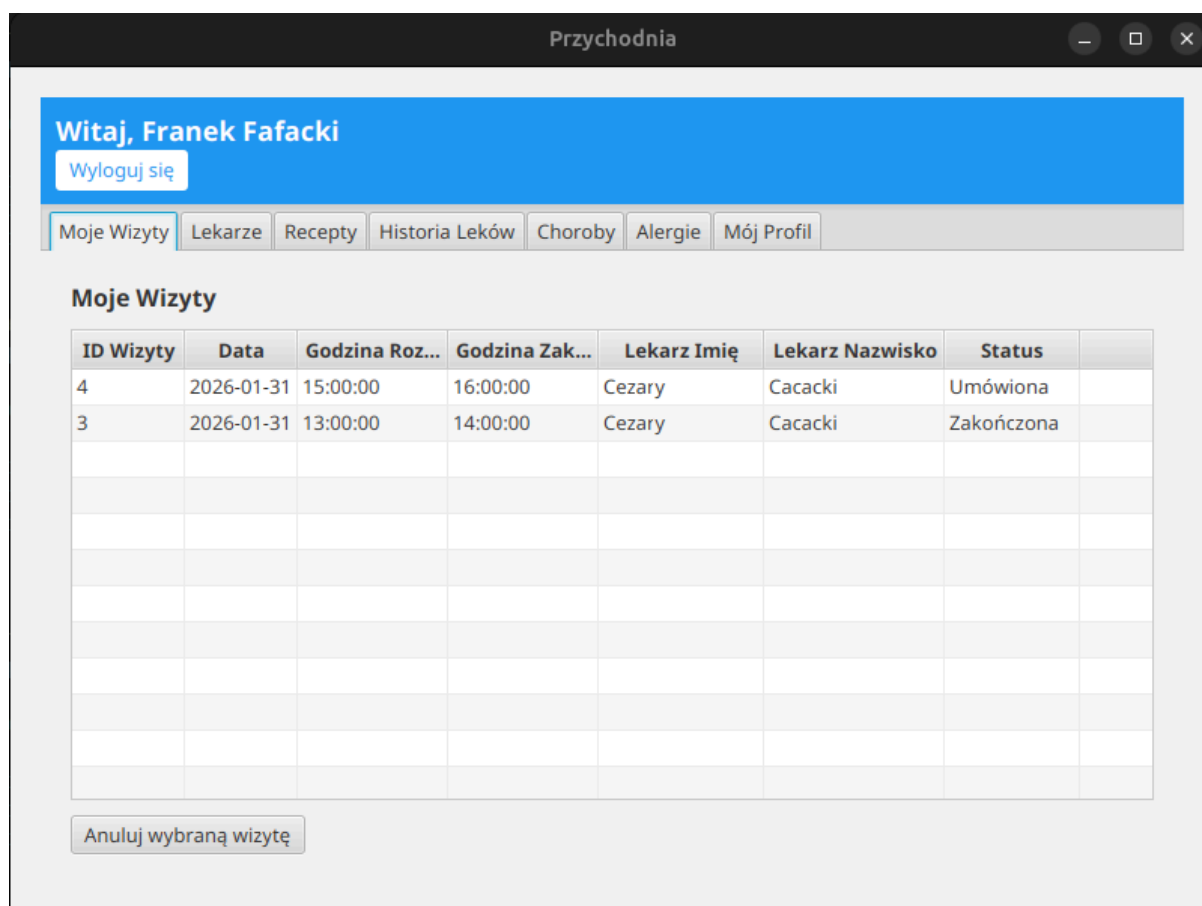 Przychodnia
Witaj, Franek Fafacki
Wyloguj się
Moje Wizyty Lekarze Recepty Historia Leków Choroby Alergie Mój Profil
Moje Wizyty
ID Wizyty Data Godzina Roz... Godzina Zak... Lekarz Imię Lekarz Nazwisko Status
4 2026-01-31 15:00:00 16:00:00 Cezary Cacacki Umówiona
3 2026-01-31 13:00:00 14:00:00 Cezary Cacacki Zakończona
Anuluj wybraną wizytę